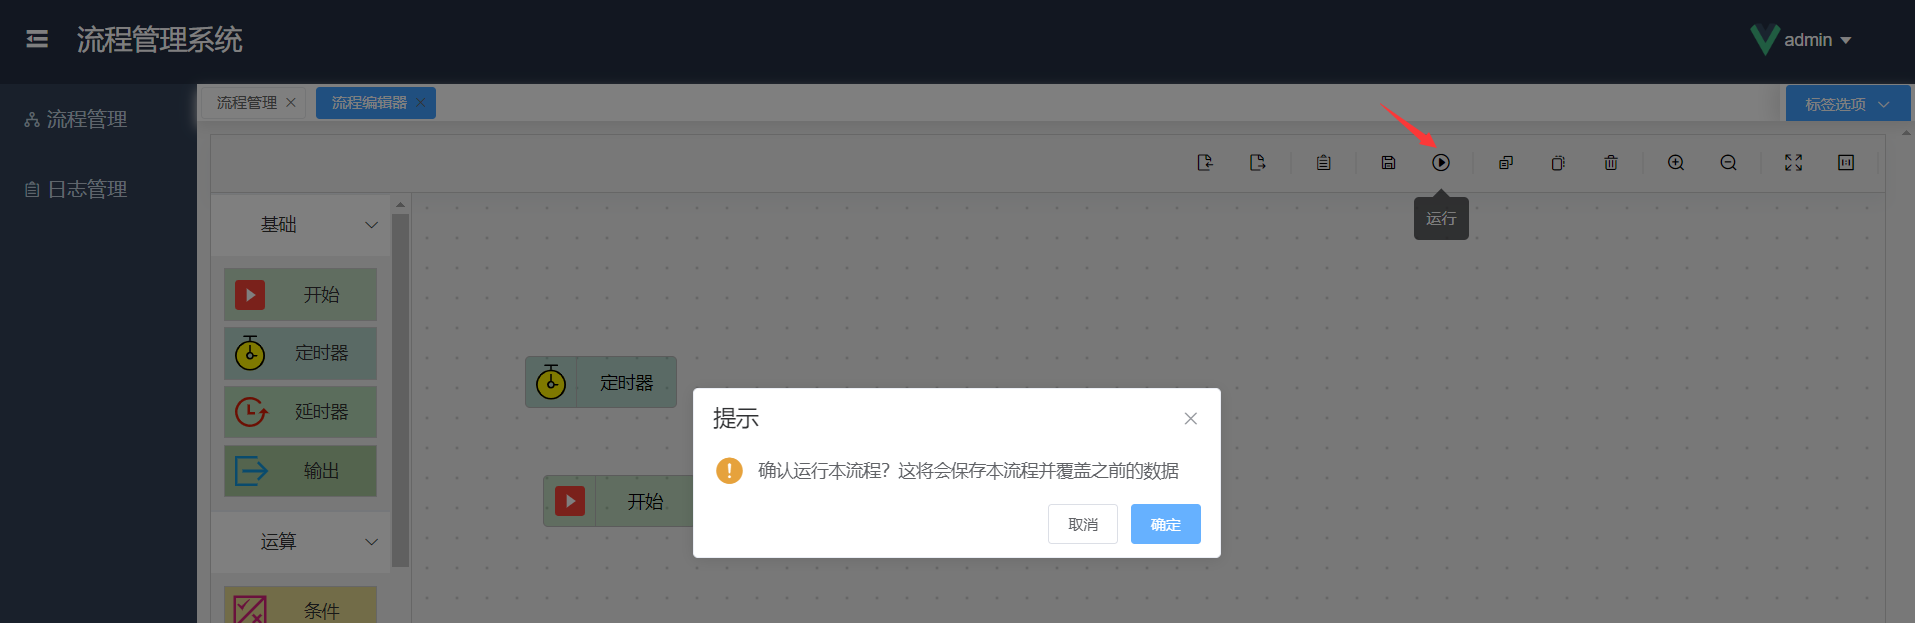 流程管理系统
admin
流程管理
日志管理
流程管理
流程编辑器
标签选项
运行
基础
开始
定时器
延时器
输出
运算
条件
定时器
开始
提示
确认运行本流程？这将会保存本流程并覆盖之前的数据
取消
确定